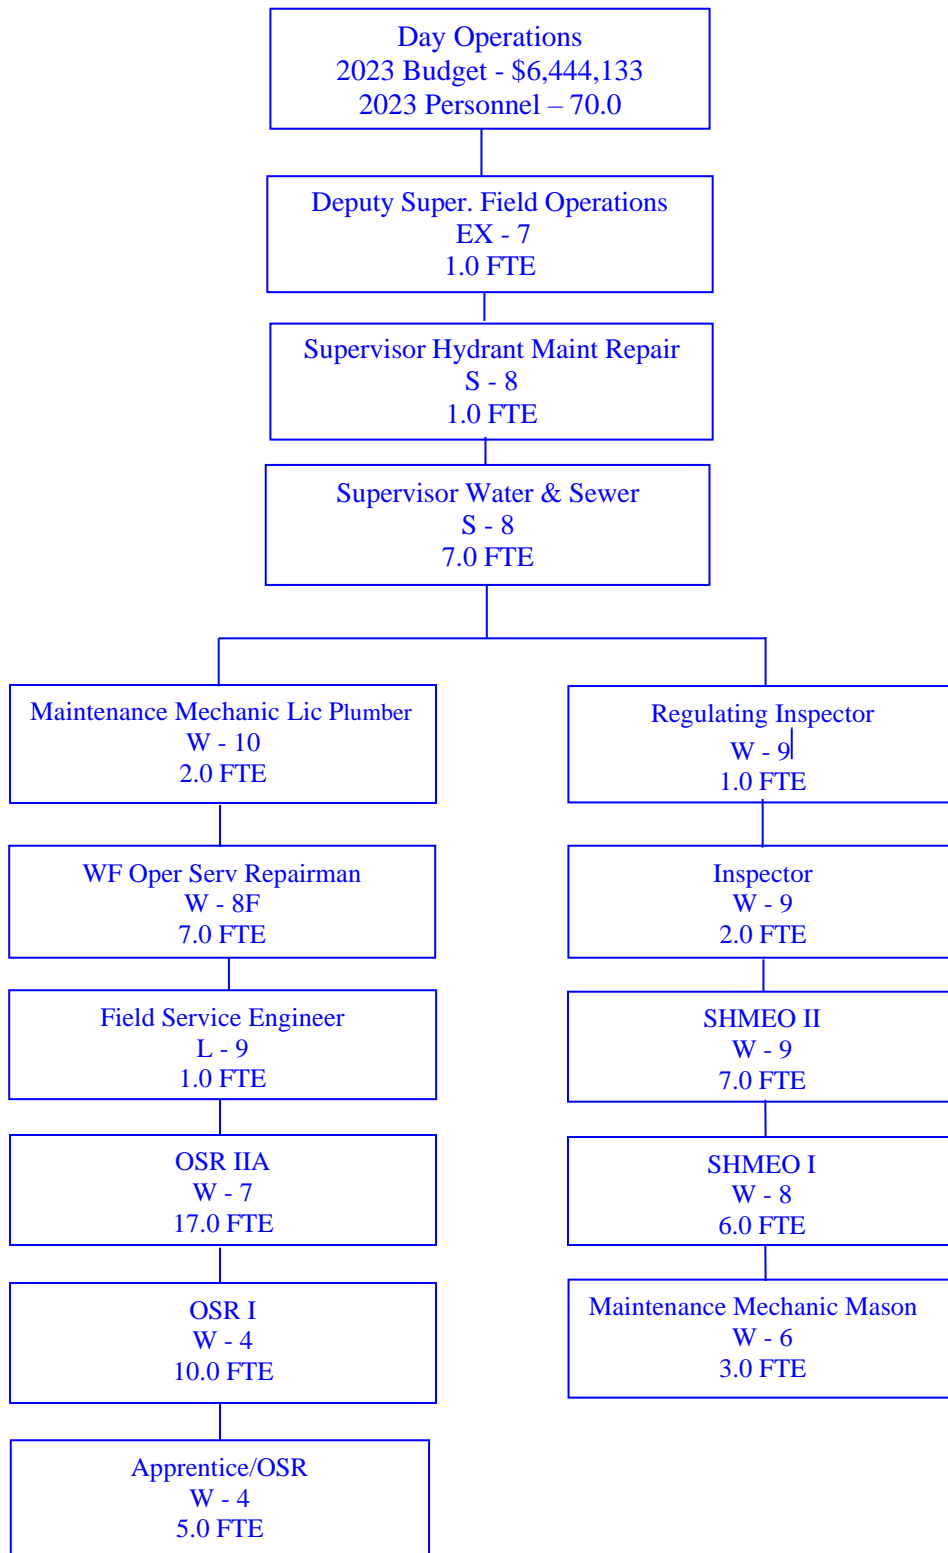 Day Operations
2023 Budget - $6,444,133
2023 Personnel – 70.0
Deputy Super. Field Operations
EX - 7
1.0 FTE
Supervisor Hydrant Maint Repair
S - 8
1.0 FTE
Supervisor Water & Sewer
S - 8
7.0 FTE
Maintenance Mechanic Lic Plumber
W - 10
2.0 FTE
WF Oper Serv Repairman
W - 8F
7.0 FTE
Field Service Engineer
L - 9
1.0 FTE
OSR IIA
W - 7
17.0 FTE
OSR I
W - 4
10.0 FTE
Apprentice/OSR
W - 4
5.0 FTE
Regulating Inspector
W - 9
1.0 FTE
Inspector
W - 9
2.0 FTE
SHMEO II
W - 9
7.0 FTE
SHMEO I
W - 8
6.0 FTE
Maintenance Mechanic Mason
W - 6
3.0 FTE